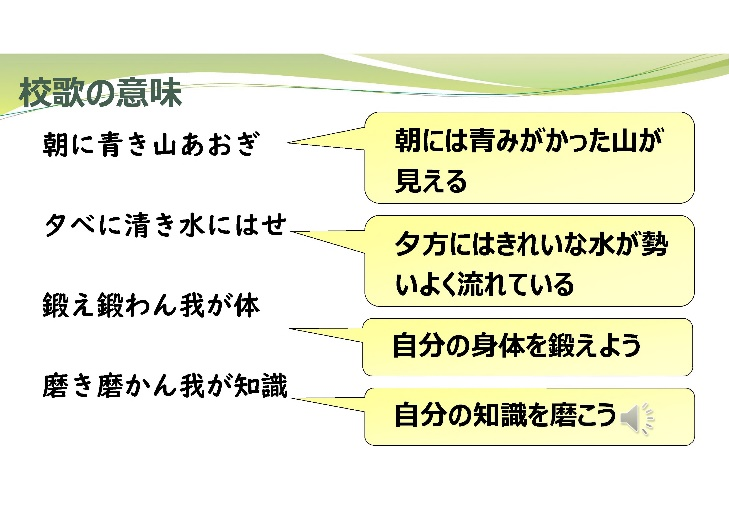 校歌の意味
朝に青き山あおぎ
朝には青みがかった山が
見える
夕べに清き水にはせ
夕方にはきれいな水が勢
いよく流れている
鍛え鍛わん我が体
自分の身体を鍛えよう
磨き磨かん我が知識
自分の知識を磨こう